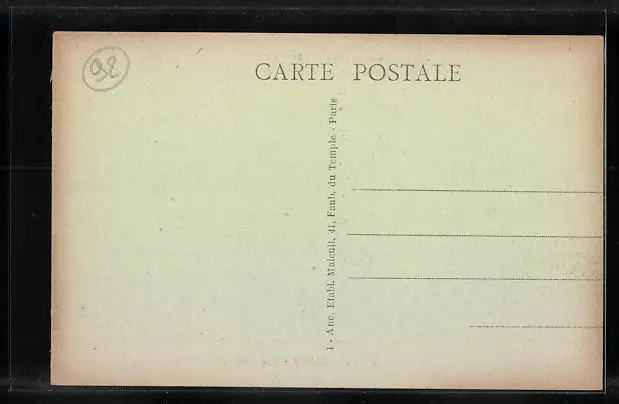 92
CARTE POSTALE
1 - Anc. Etabl. Malcuit, 41, Faub. du Temple - Paris